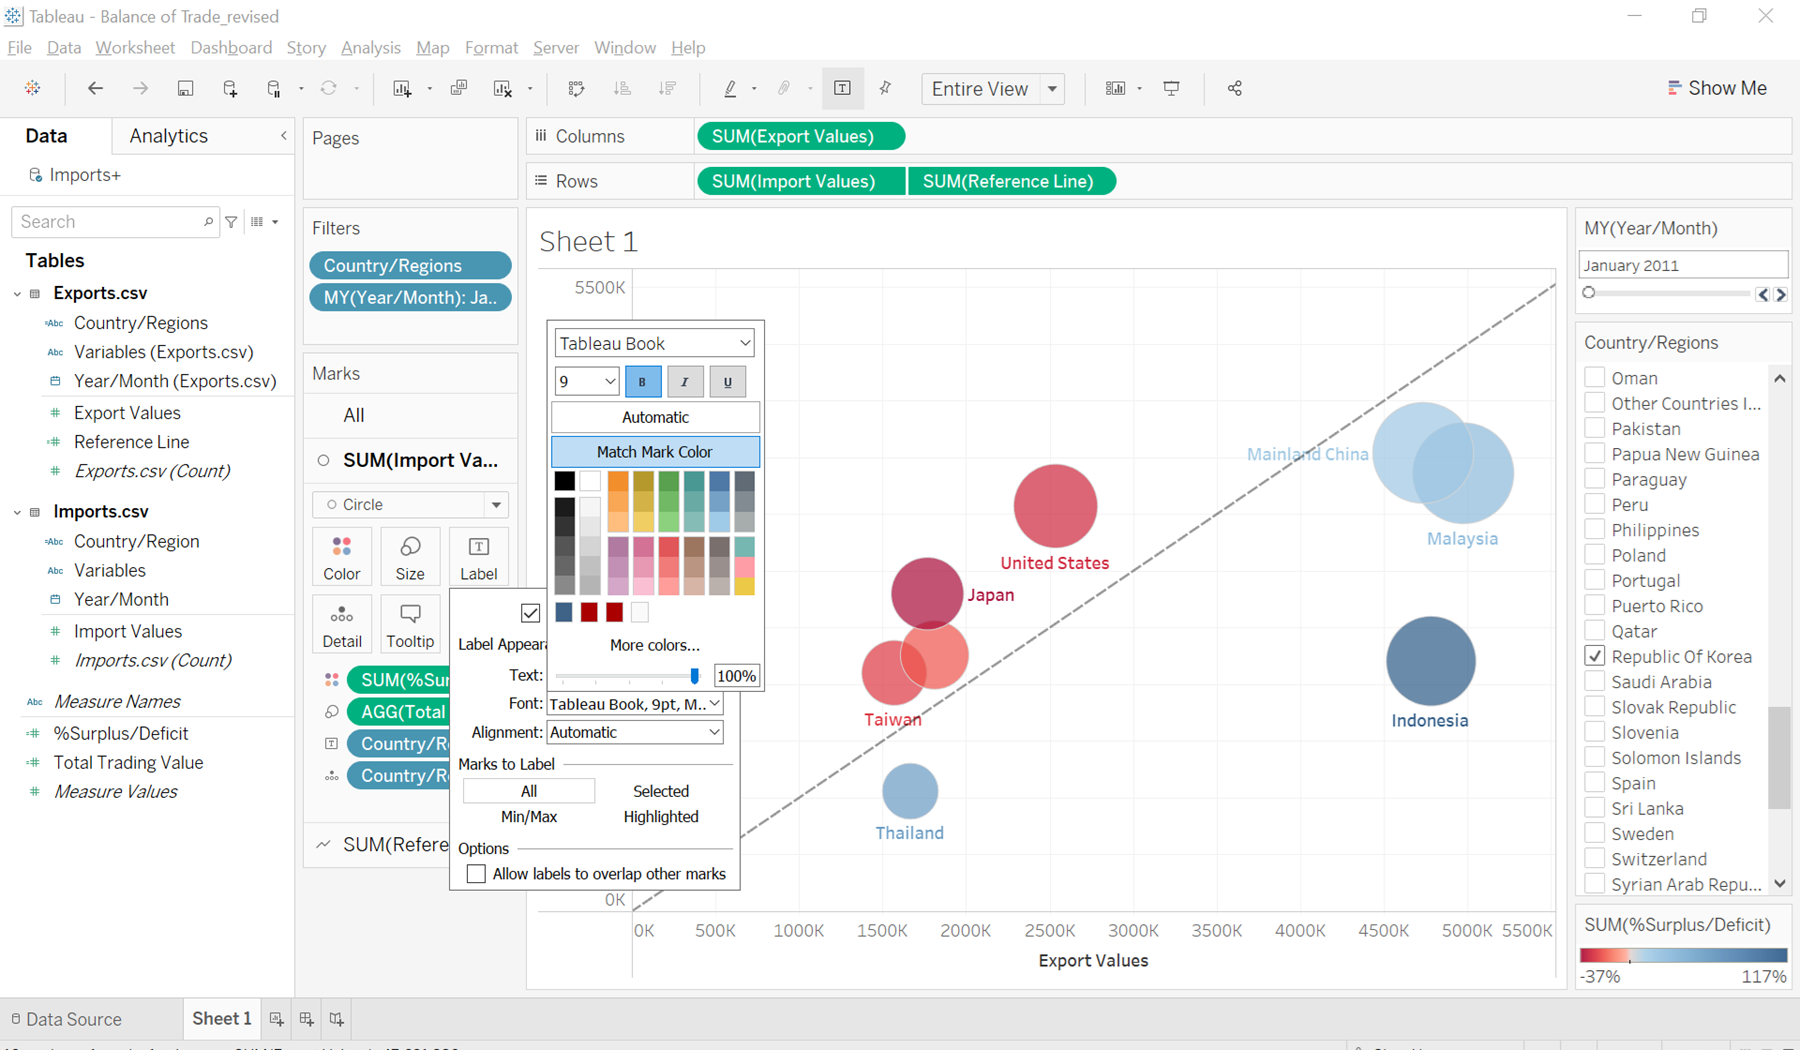 Tableau - Balance of Trade_revised
File Data Worksheet Dashboard Story Analysis Map Format Server Window Help
Entire View
Show Me
Data
Analytics
Imports+
Search
Tables
Exports.csv
Abc Country/Regions
Abc Variables (Exports.csv)
Year/Month (Exports.csv)
# Export Values
# Reference Line
# Exports.csv (Count)
Imports.csv
Abc Country/Region
Abc Variables
Year/Month
# Import Values
# Imports.csv (Count)
Abc Measure Names
# %Surplus/Deficit
# Total Trading Value
# Measure Values
Pages
Filters
Country/Regions
MY(Year/Month): Ja..
Marks
All
SUM(Import Va...
Circle
Color
Size
Label
Detail
Tooltip
SUM(%Sur
AGG(Total
Country/R
Country/R
SUM(Refere
Columns
SUM(Export Values)
Rows
SUM(Import Values)
SUM(Reference Line)
Sheet 1
5500K
Tableau Book
9
B
I
U
Automatic
Match Mark Color
More colors...
Label Appeara
Text:
100%
Font:
Tableau Book, 9pt, M..
Alignment:
Automatic
Marks to Label
All
Selected
Min/Max
Highlighted
Options
Allow labels to overlap other marks
Mainland China
Malaysia
United States
Japan
Taiwan
Indonesia
Thailand
0K
0K 500K 1000K 1500K 2000K 2500K 3000K 3500K 4000K 4500K 5000K 5500K
Export Values
MY(Year/Month)
January 2011
Country/Regions
Oman
Other Countries I...
Pakistan
Papua New Guinea
Paraguay
Peru
Philippines
Poland
Portugal
Puerto Rico
Qatar
Republic Of Korea
Saudi Arabia
Slovak Republic
Slovenia
Solomon Islands
Spain
Sri Lanka
Sweden
Switzerland
Syrian Arab Repu...
SUM(%Surplus/Deficit)
-37%
117%
Data Source
Sheet 1